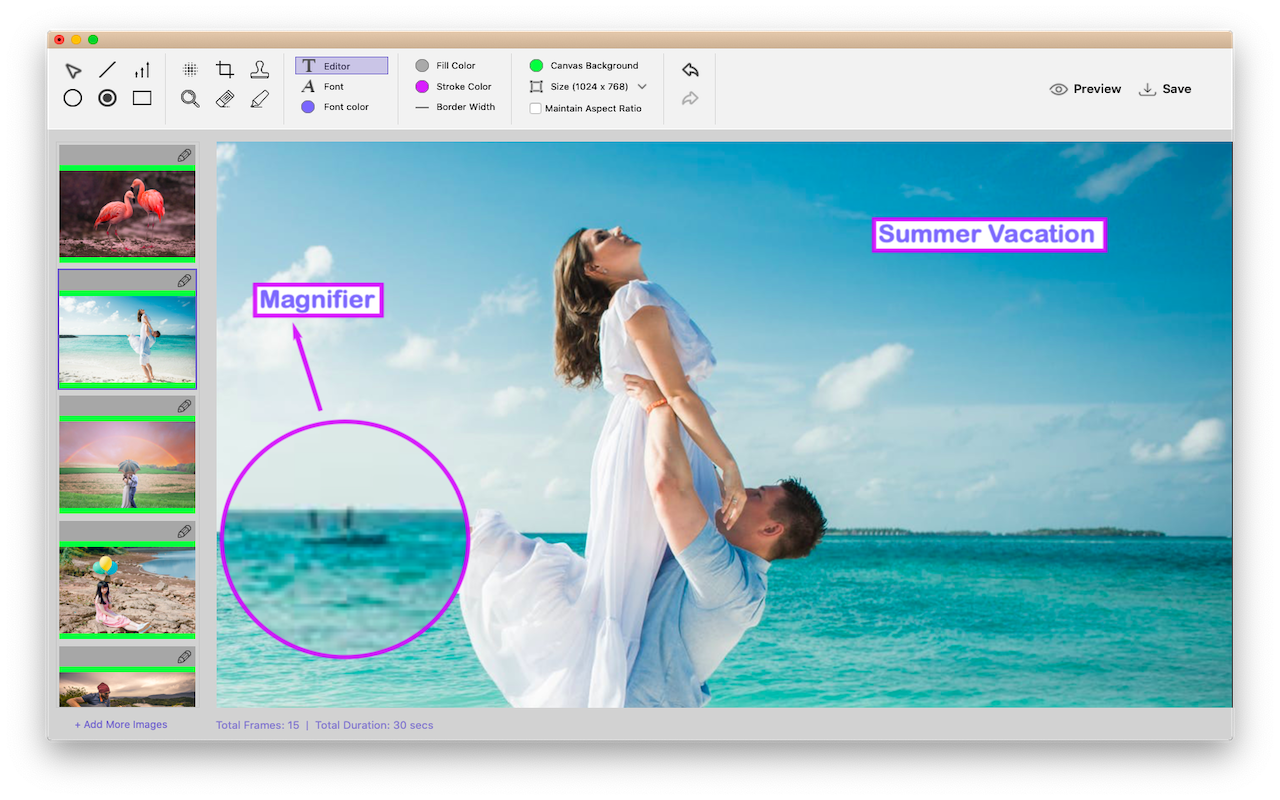 T Editor
A Font
Font color
Fill Color
Stroke Color
Border Width
Canvas Background
Size (1024 x 768)
Maintain Aspect Ratio
Preview
Save
Summer Vacation
Magnifier
+ Add More Images
Total Frames: 15 | Total Duration: 30 secs